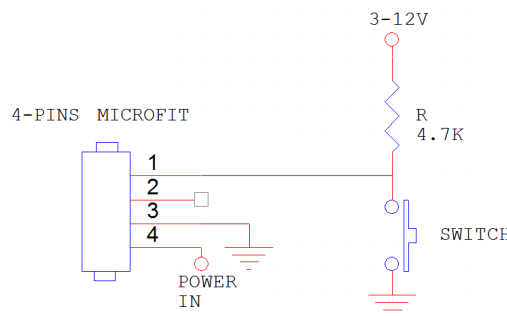 3-12V
4-PINS MICROFIT
R
4.7K
1
2
3
4
SWITCH
POWER
IN